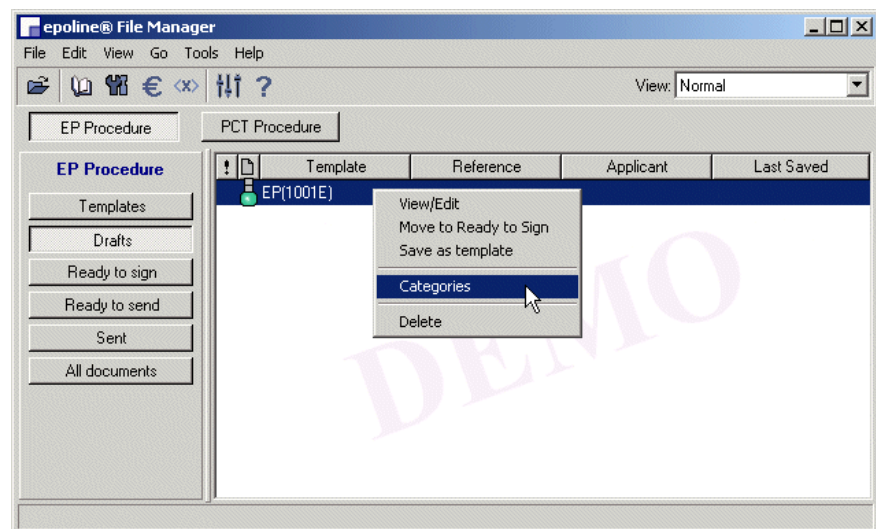 epoline® File Manager
File Edit View Go Tools Help
€ <x> ? View: Normal
EP Procedure PCT Procedure
EP Procedure
! Template Reference Applicant Last Saved
EP(1001E)
Templates
Drafts
Ready to sign
Ready to send
Sent
All documents
View/Edit
Move to Ready to Sign
Save as template
Categories
Delete
DEMO